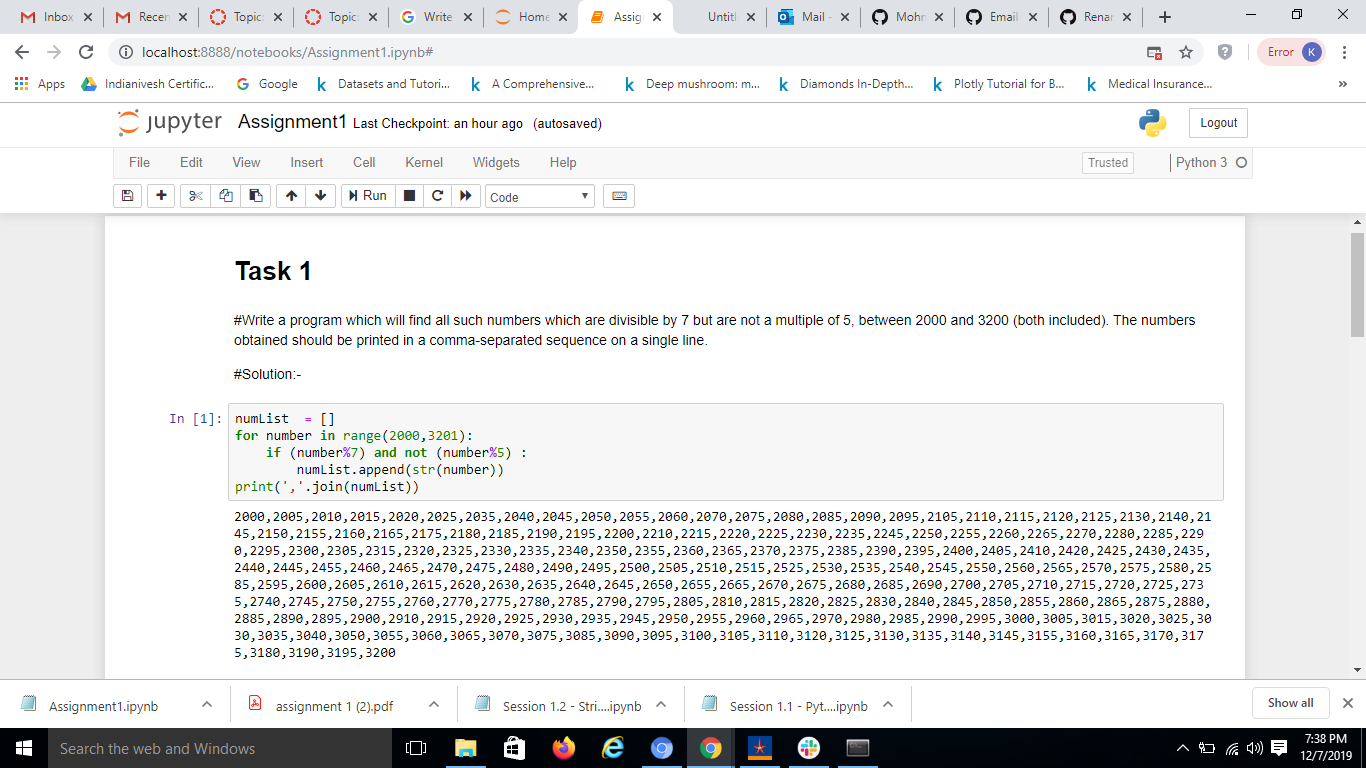 Inbox
Recen
Topic:
Topic:
Write
Home
Assig
Untitl
Mail -
Mohr
Email
Renar
localhost:8888/notebooks/Assignment1.ipynb#
Error K
Apps
Indianivesh Certific...
Google
Datasets and Tutori...
A Comprehensive...
Deep mushroom: m...
Diamonds In-Depth...
Plotly Tutorial for B...
Medical Insurance...
jupyter Assignment1 Last Checkpoint: an hour ago (autosaved)
Logout
File Edit View Insert Cell Kernel Widgets Help
Trusted
Python 3
Run
Code
Task 1
#Write a program which will find all such numbers which are divisible by 7 but are not a multiple of 5, between 2000 and 3200 (both included). The numbers
obtained should be printed in a comma-separated sequence on a single line.
#Solution:-
In [1]:
numList  = []
for number in range(2000,3201):
    if (number%7) and not (number%5) :
        numList.append(str(number))
print(','.join(numList))
2000,2005,2010,2015,2020,2025,2035,2040,2045,2050,2055,2060,2070,2075,2080,2085,2090,2095,2105,2110,2115,2120,2125,2130,2140,21
45,2150,2155,2160,2165,2175,2180,2185,2190,2195,2200,2210,2215,2220,2225,2230,2235,2245,2250,2255,2260,2265,2270,2280,2285,229
0,2295,2300,2305,2315,2320,2325,2330,2335,2340,2350,2355,2360,2365,2370,2375,2385,2390,2395,2400,2405,2410,2420,2425,2430,2435,
2440,2445,2455,2460,2465,2470,2475,2480,2490,2495,2500,2505,2510,2515,2525,2530,2535,2540,2545,2550,2560,2565,2570,2575,2580,25
85,2595,2600,2605,2610,2615,2620,2630,2635,2640,2645,2650,2655,2665,2670,2675,2680,2685,2690,2700,2705,2710,2715,2720,2725,273
5,2740,2745,2750,2755,2760,2770,2775,2780,2785,2790,2795,2805,2810,2815,2820,2825,2830,2840,2845,2850,2855,2860,2865,2875,2880,
2885,2890,2895,2900,2910,2915,2920,2925,2930,2935,2945,2950,2955,2960,2965,2970,2980,2985,2990,2995,3000,3005,3015,3020,3025,30
30,3035,3040,3050,3055,3060,3065,3070,3075,3085,3090,3095,3100,3105,3110,3120,3125,3130,3135,3140,3145,3155,3160,3165,3170,317
5,3180,3190,3195,3200
Assignment1.ipynb
assignment 1 (2).pdf
Session 1.2 - Stri....ipynb
Session 1.1 - Pyt....ipynb
Show all
Search the web and Windows
7:38 PM
12/7/2019